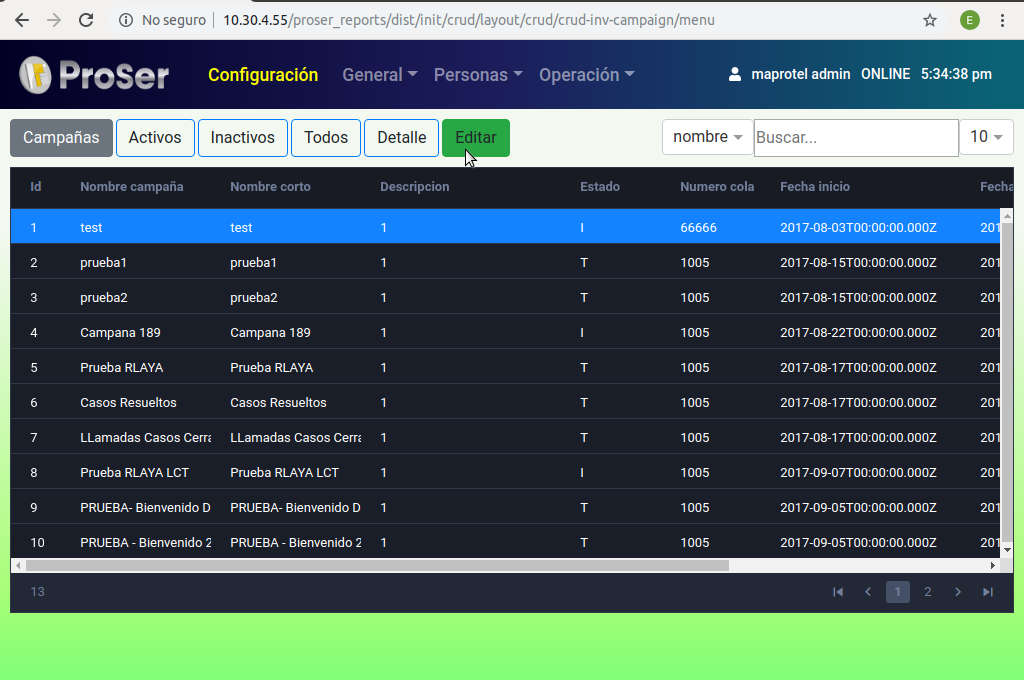 No seguro | 10.30.4.55/proser_reports/dist/init/crud/layout/crud/crud-inv-campaign/menu E
ProSer Configuración General Personas Operación maprotel admin ONLINE 5:34:38 pm
Campañas Activos Inactivos Todos Detalle Editar nombre Buscar... 10
Id Nombre campaña Nombre corto Descripcion Estado Numero cola Fecha inicio Fecha
1 test test 1 I 66666 2017-08-03T00:00:00.000Z 201
2 prueba1 prueba1 1 T 1005 2017-08-15T00:00:00.000Z 201
3 prueba2 prueba2 1 T 1005 2017-08-15T00:00:00.000Z 201
4 Campana 189 Campana 189 1 I 1005 2017-08-22T00:00:00.000Z 201
5 Prueba RLAYA Prueba RLAYA 1 T 1005 2017-08-17T00:00:00.000Z 201
6 Casos Resueltos Casos Resueltos 1 T 1005 2017-08-17T00:00:00.000Z 201
7 LLamadas Casos Cerra LLamadas Casos Cerra 1 T 1005 2017-08-17T00:00:00.000Z 201
8 Prueba RLAYA LCT Prueba RLAYA LCT 1 I 1005 2017-09-07T00:00:00.000Z 201
9 PRUEBA- Bienvenido D PRUEBA- Bienvenido D 1 T 1005 2017-09-05T00:00:00.000Z 201
10 PRUEBA - Bienvenido 2 PRUEBA - Bienvenido 2 1 T 1005 2017-09-05T00:00:00.000Z 201
13 1 2